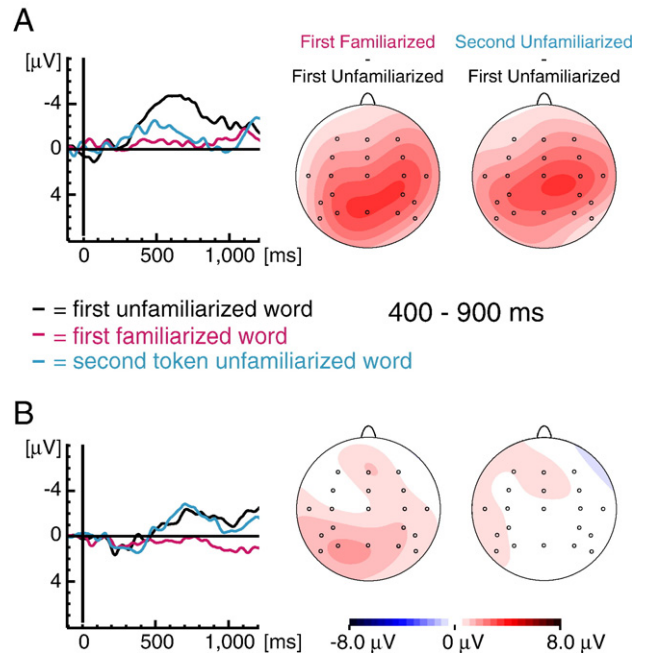 A
[μV]
-4
0
4
0 500 1,000 [ms]
First Familiarized
-
First Unfamiliarized
Second Unfamiliarized
-
First Unfamiliarized
= first unfamiliarized word
= first familiarized word
= second token unfamiliarized word
400 - 900 ms
B
[μV]
-4
0
4
0 500 1,000 [ms]
-8.0 μV 0 μV 8.0 μV